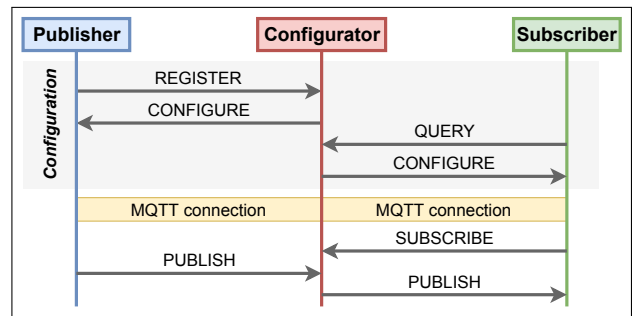 Publisher Configurator Subscriber
Configuration
REGISTER
CONFIGURE
QUERY
CONFIGURE
MQTT connection MQTT connection
SUBSCRIBE
PUBLISH
PUBLISH